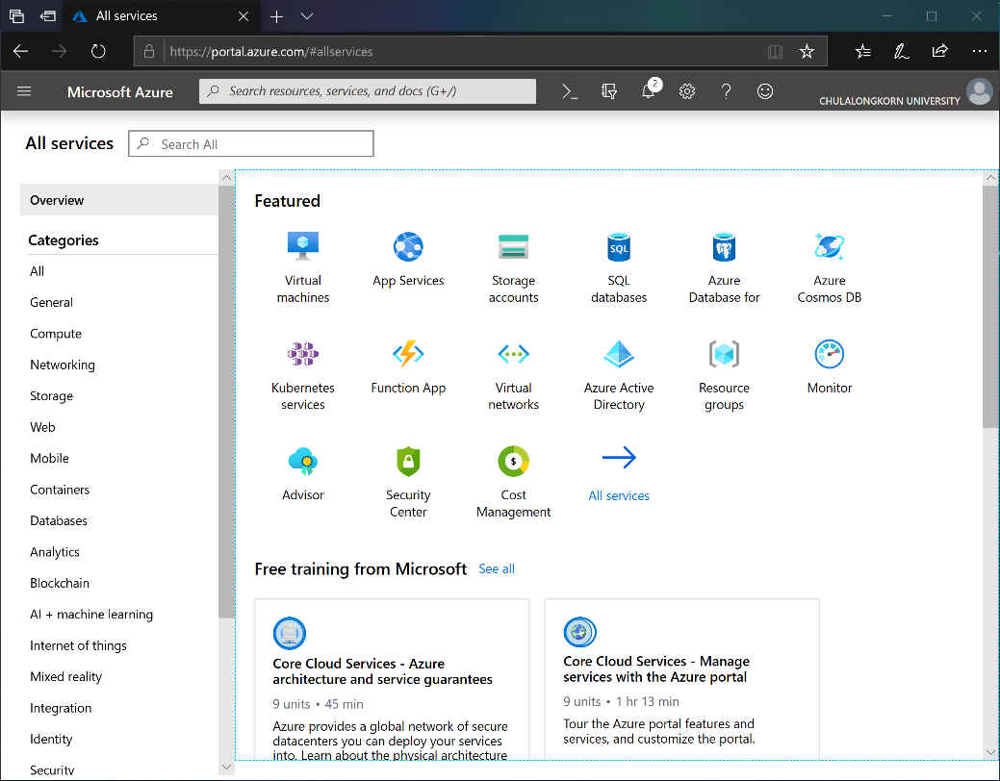 All services
https://portal.azure.com/#allservices
Microsoft Azure
Search resources, services, and docs (G+/)
2
CHULALONGKORN UNIVERSITY
All services
Search All
Overview
Categories
All
General
Compute
Networking
Storage
Web
Mobile
Containers
Databases
Analytics
Blockchain
AI + machine learning
Internet of things
Mixed reality
Integration
Identity
Security
Featured
Virtual
machines
App Services
Storage
accounts
SQL
SQL
databases
Azure
Database for
Azure
Cosmos DB
Kubernetes
services
Function App
Virtual
networks
Azure Active
Directory
Resource
groups
Monitor
Advisor
Security
Center
$
Cost
Management
All services
Free training from Microsoft See all
Core Cloud Services - Azure
architecture and service guarantees
9 units • 45 min
Azure provides a global network of secure
datacenters you can deploy your services
into. Learn about the physical architecture
Core Cloud Services - Manage
services with the Azure portal
9 units • 1 hr 13 min
Tour the Azure portal features and
services, and customize the portal.